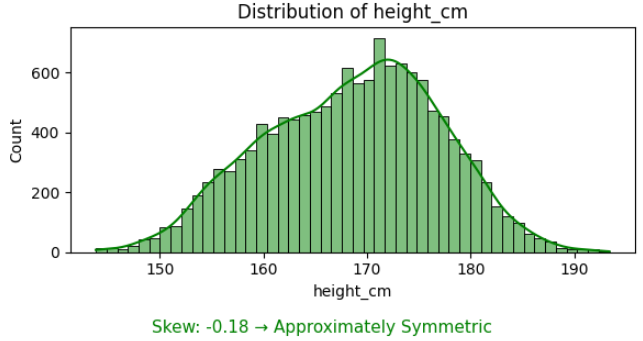 Distribution of height_cm
600
400
200
0
Count
150 160 170 180 190
height_cm
Skew: -0.18 → Approximately Symmetric